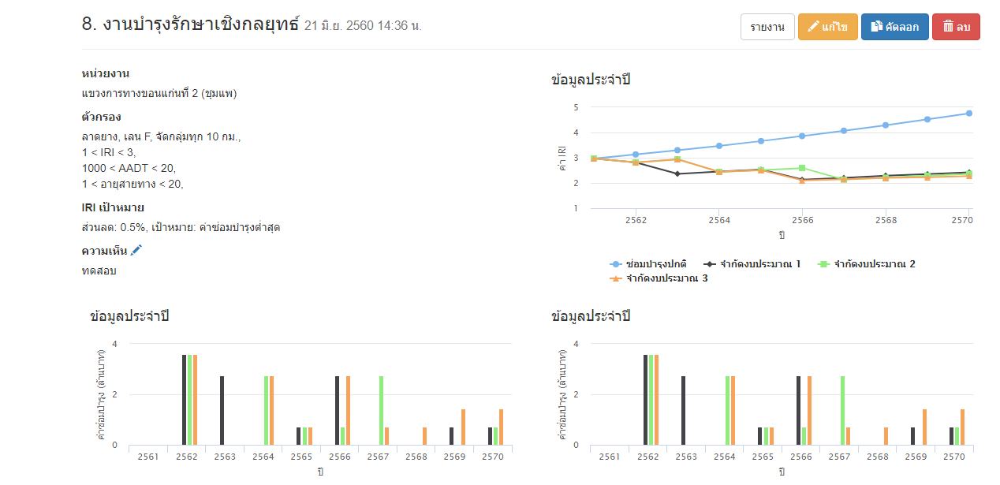 8. งานบำรุงรักษาเชิงกลยุทธ์ 21 มิ.ย. 2560 14:36 น.
รายงาน แก้ไข คัดลอก ลบ
หน่วยงาน
แขวงการทางขอนแก่นที่ 2 (ชุมแพ)
ตัวกรอง
ลาดยาง, เลน F, จัดกลุ่มทุก 10 กม.,
1 < IRI < 3,
1000 < AADT < 20,
1 < อายุสายทาง < 20,
IRI เป้าหมาย
ส่วนลด: 0.5%, เป้าหมาย: ค่าซ่อมบำรุงต่ำสุด
ความเห็น
ทดสอบ
ข้อมูลประจำปี
ค่า IRI
5
4
3
2
1
2562 2564 2566 2568 2570
ปี
ซ่อมบำรุงปกติ จำกัดงบประมาณ 1 จำกัดงบประมาณ 2
จำกัดงบประมาณ 3
ข้อมูลประจำปี
ค่าซ่อมบำรุง (ล้านบาท)
4
2
0
2561 2562 2563 2564 2565 2566 2567 2568 2569 2570
ปี
ข้อมูลประจำปี
ค่าซ่อมบำรุง (ล้านบาท)
4
2
0
2561 2562 2563 2564 2565 2566 2567 2568 2569 2570
ปี